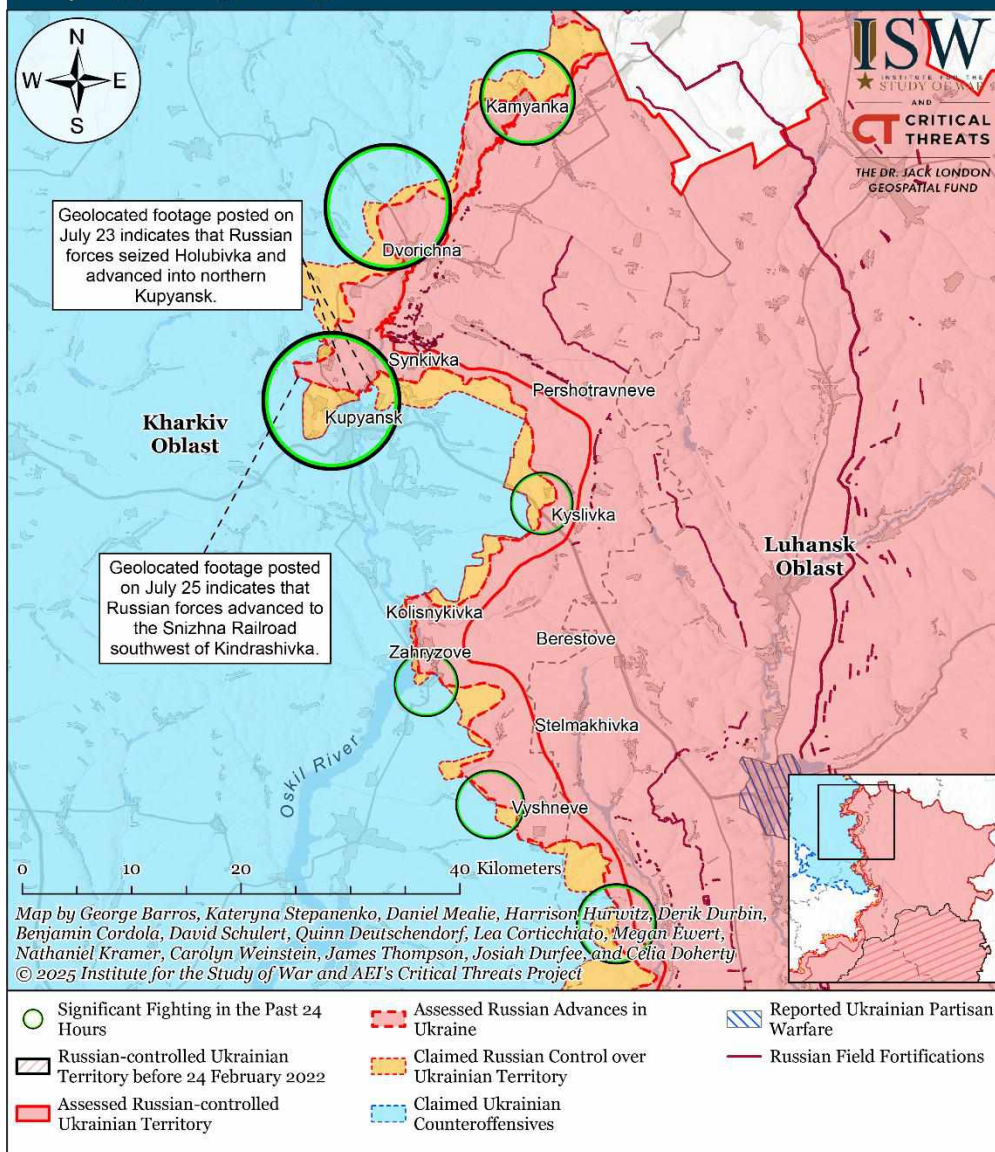 N
W E
S
ISW
INSTITUTE FOR THE
STUDY OF WAR
AND
CT CRITICAL
THREATS
THE DR. JACK LONDON
GEOSPATIAL FUND
Kamyanka
Geolocated footage posted on
July 23 indicates that Russian
forces seized Holubivka and
advanced into northern
Kupyansk.
Dvorichna
Synkivka
Pershotravneve
Kharkiv
Oblast
Kupyansk
Kyslivka
Luhansk
Oblast
Geolocated footage posted
on July 25 indicates that
Russian forces advanced to
the Snizhna Railroad
southwest of Kindrashivka.
Kolisnykivka
Berestove
Zahryzove
Stelmakhivka
Oskil River
Vyshneve
0 20 40 Kilometers
Map by George Barros, Kateryna Stepanenko, Daniel Mealie, Harrison Hurwitz, Derik Durbin,
Benjamin Cordola, David Schulert, Quinn Deutschendorf, Lea Corticchiato, Megan Ewert,
Nathaniel Kramer, Carolyn Weinstein, James Thompson, Josiah Durfee, and Celia Doherty
© 2025 Institute for the Study of War and AEI's Critical Threats Project
Significant Fighting in the Past 24
Hours
Russian-controlled Ukrainian
Territory before 24 February 2022
Assessed Russian-controlled
Ukrainian Territory
Assessed Russian Advances in
Ukraine
Claimed Russian Control over
Ukrainian Territory
Claimed Ukrainian
Counteroffensives
Reported Ukrainian Partisan
Warfare
Russian Field Fortifications